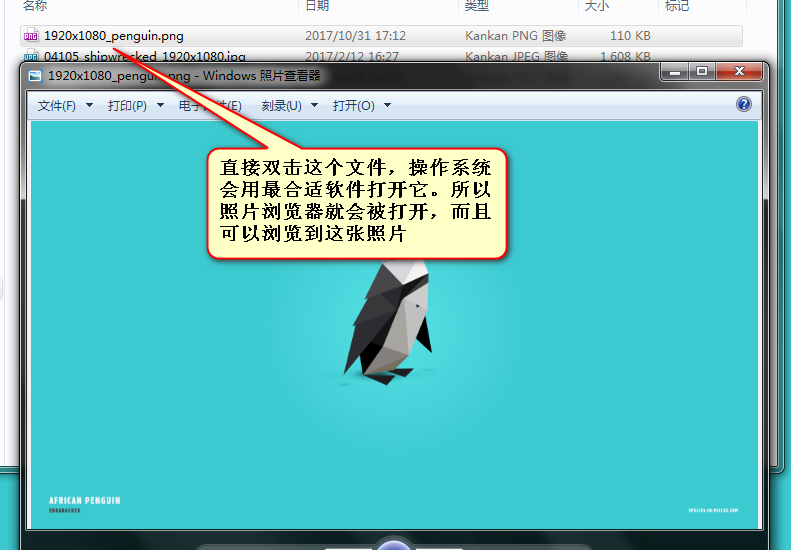 名称 日期 类型 大小 标记
1920x1080_penguin.png 2017/10/31 17:12 Kankan PNG 图像 110 KB
04105_shipwrecked_1920x1080.jpg 2017/2/12 16:27 Kankan JPEG 图像 1,608 KB
1920x1080_penguin.png - Windows 照片查看器
文件(F) 打印(P) 电子邮件(E) 刻录(U) 打开(O)
直接双击这个文件，操作系统
会用最合适软件打开它。所以
照片浏览器就会被打开，而且
可以浏览到这张照片
AFRICAN PENGUIN
ENDANGERED
SPECIES-IN-PIECES.COM